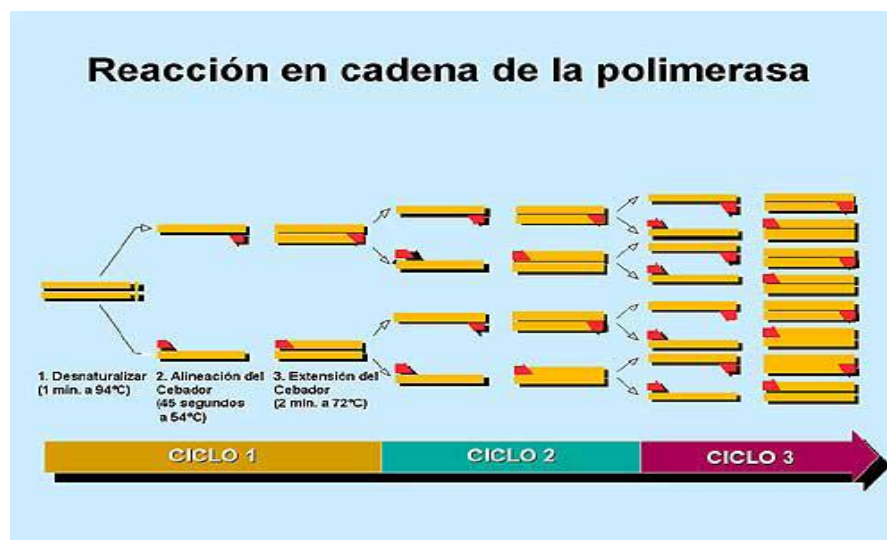 Reacción en cadena de la polimerasa
1. Desnaturalizar
(1 min. a 94°C)
2. Alineación del
Cebador
(45 segundos
a 54°C)
3. Extensión del
Cebador
(2 min. a 72°C)
CICLO 1
CICLO 2
CICLO 3